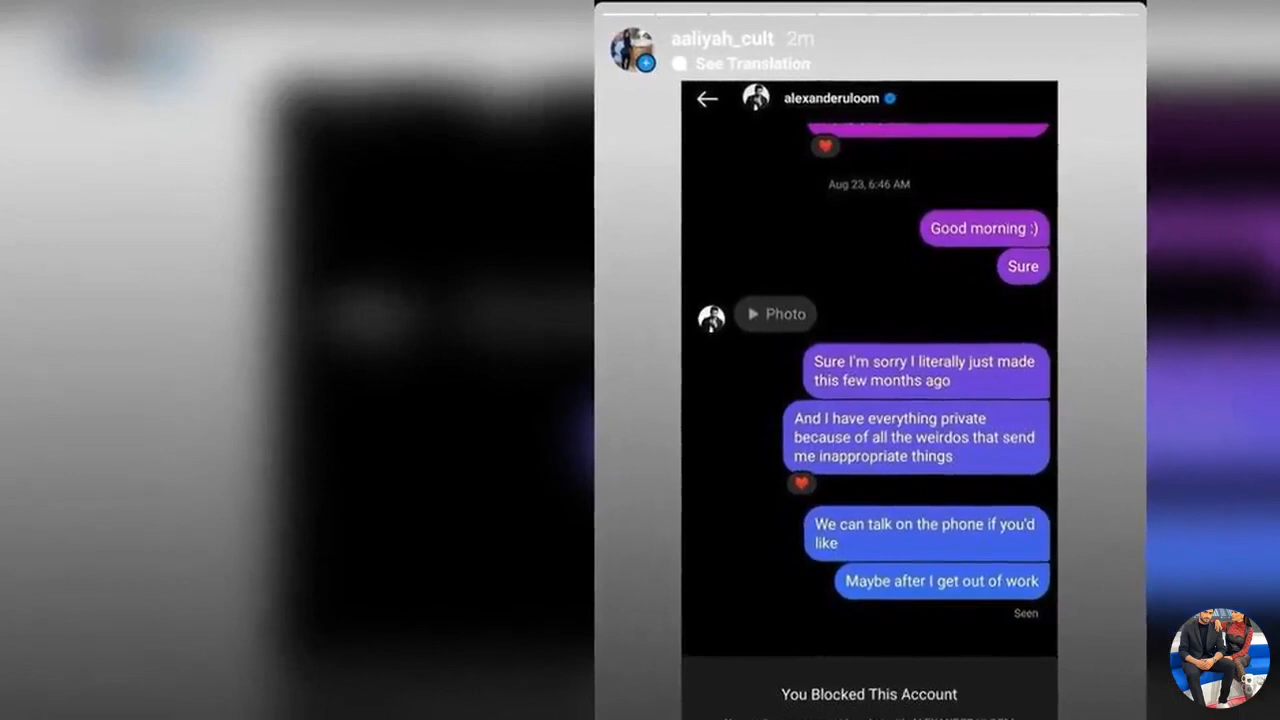 aaliyah_cult 2m
See Translation
alexanderuloom
Aug 23, 6:46 AM
Good morning :)
Sure
Photo
Sure I'm sorry I literally just made
this few months ago
And I have everything private
because of all the weirdos that send
me inappropriate things
We can talk on the phone if you'd
like
Maybe after I get out of work
Seen
You Blocked This Account